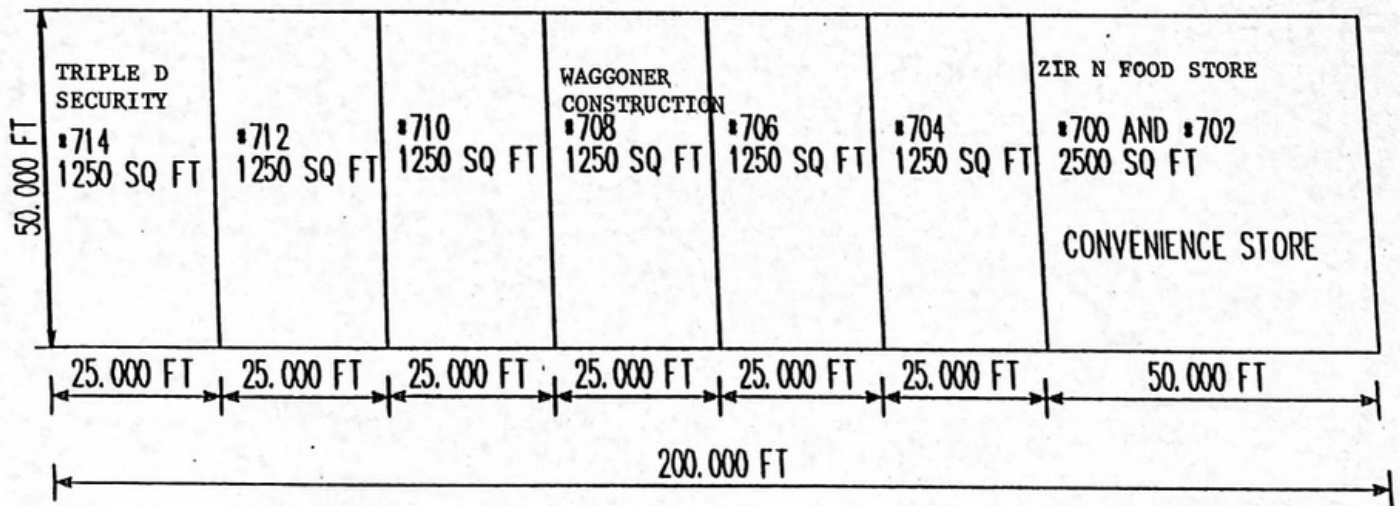 50.000 FT
TRIPLE D
SECURITY
#714
1250 SQ FT
#712
1250 SQ FT
#710
1250 SQ FT
WAGGONER
CONSTRUCTION
#708
1250 SQ FT
#706
1250 SQ FT
#704
1250 SQ FT
ZIR N FOOD STORE
#700 AND #702
2500 SQ FT
CONVENIENCE STORE
25.000 FT
25.000 FT
25.000 FT
25.000 FT
25.000 FT
25.000 FT
50.000 FT
200.000 FT